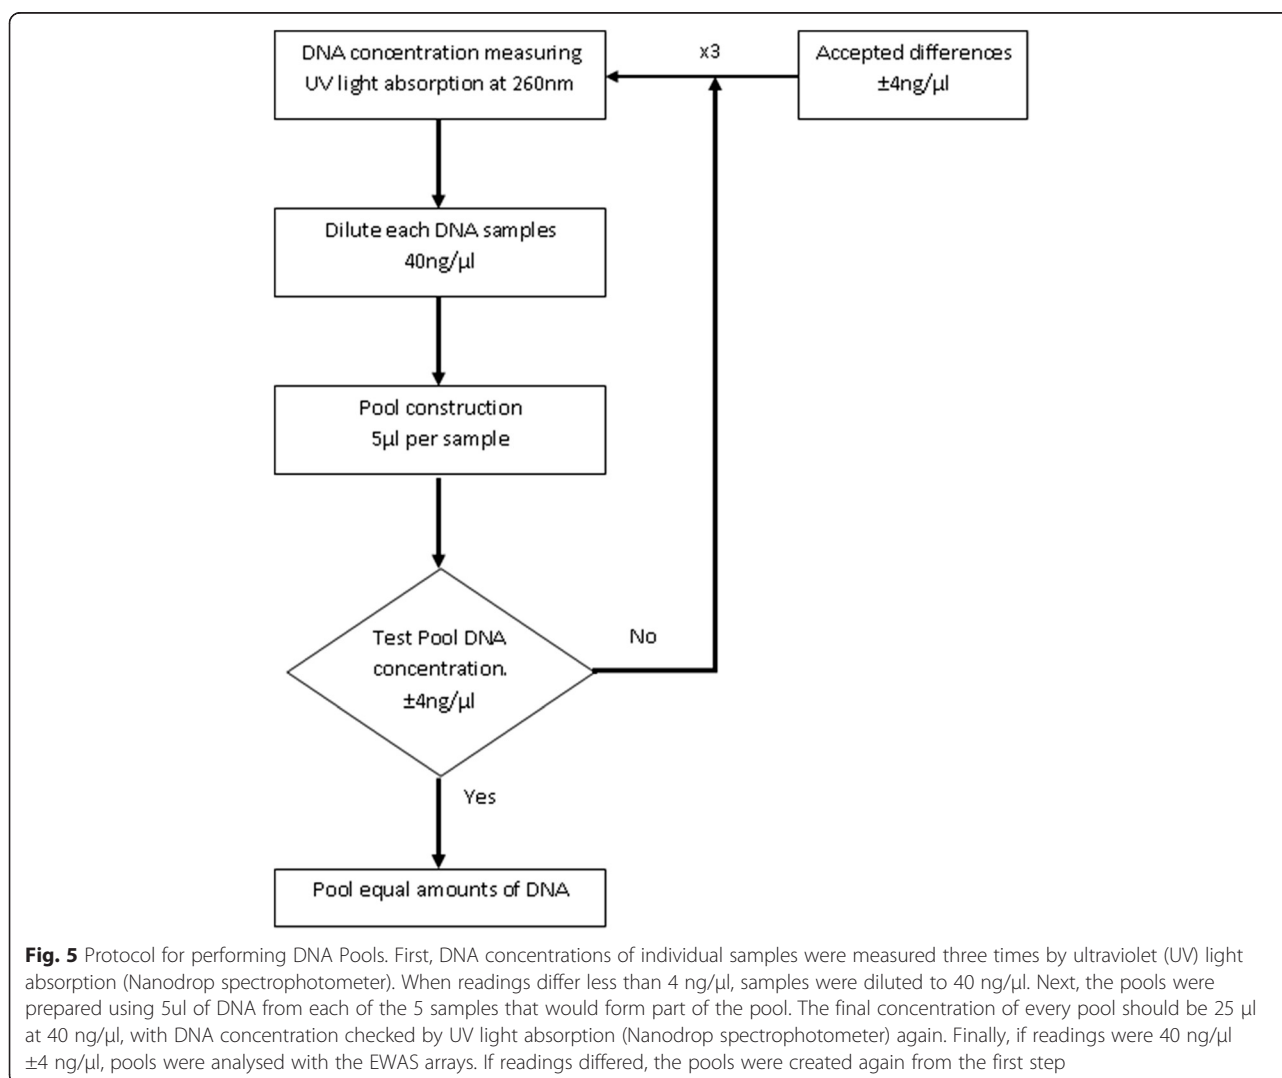 DNA concentration measuring
UV light absorption at 260nm
x3
Accepted differences
±4ng/µl
Dilute each DNA samples
40ng/µl
Pool construction
5µl per sample
Test Pool DNA
concentration.
±4ng/µl
No
Yes
Pool equal amounts of DNA
Fig. 5 Protocol for performing DNA Pools. First, DNA concentrations of individual samples were measured three times by ultraviolet (UV) light
absorption (Nanodrop spectrophotometer). When readings differ less than 4 ng/µl, samples were diluted to 40 ng/µl. Next, the pools were
prepared using 5ul of DNA from each of the 5 samples that would form part of the pool. The final concentration of every pool should be 25 µl
at 40 ng/µl, with DNA concentration checked by UV light absorption (Nanodrop spectrophotometer) again. Finally, if readings were 40 ng/µl
±4 ng/µl, pools were analysed with the EWAS arrays. If readings differed, the pools were created again from the first step